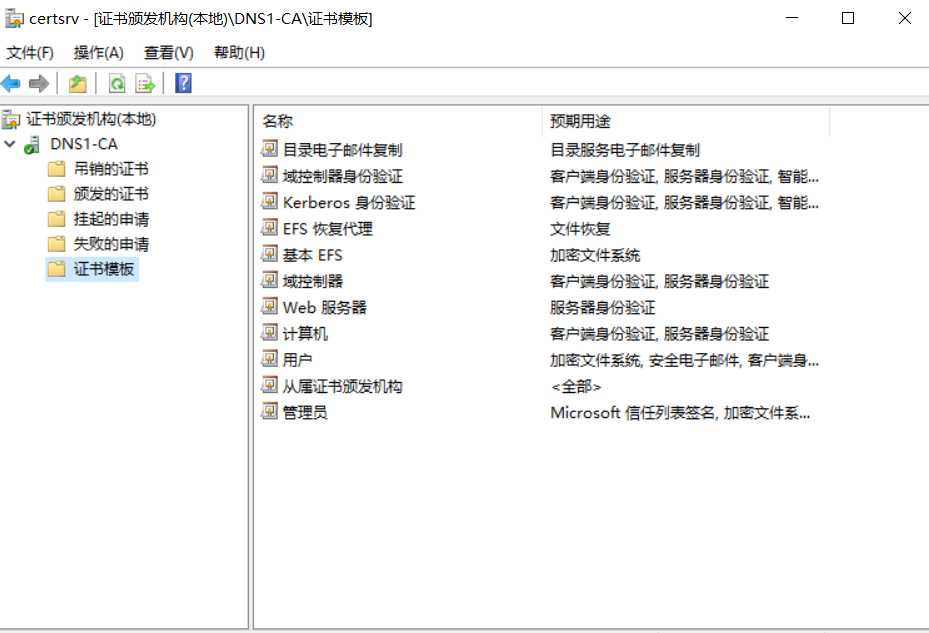 certsrv - [证书颁发机构(本地)\DNS1-CA\证书模板]
文件(F) 操作(A) 查看(V) 帮助(H)
证书颁发机构(本地)
DNS1-CA
吊销的证书
颁发的证书
挂起的申请
失败的申请
证书模板
名称 预期用途
目录电子邮件复制 目录服务电子邮件复制
域控制器身份验证 客户端身份验证, 服务器身份验证, 智能...
Kerberos 身份验证 客户端身份验证, 服务器身份验证, 智能...
EFS 恢复代理 文件恢复
基本 EFS 加密文件系统
域控制器 客户端身份验证, 服务器身份验证
Web 服务器 服务器身份验证
计算机 客户端身份验证, 服务器身份验证
用户 加密文件系统, 安全电子邮件, 客户端身...
从属证书颁发机构 <全部>
管理员 Microsoft 信任列表签名, 加密文件系...